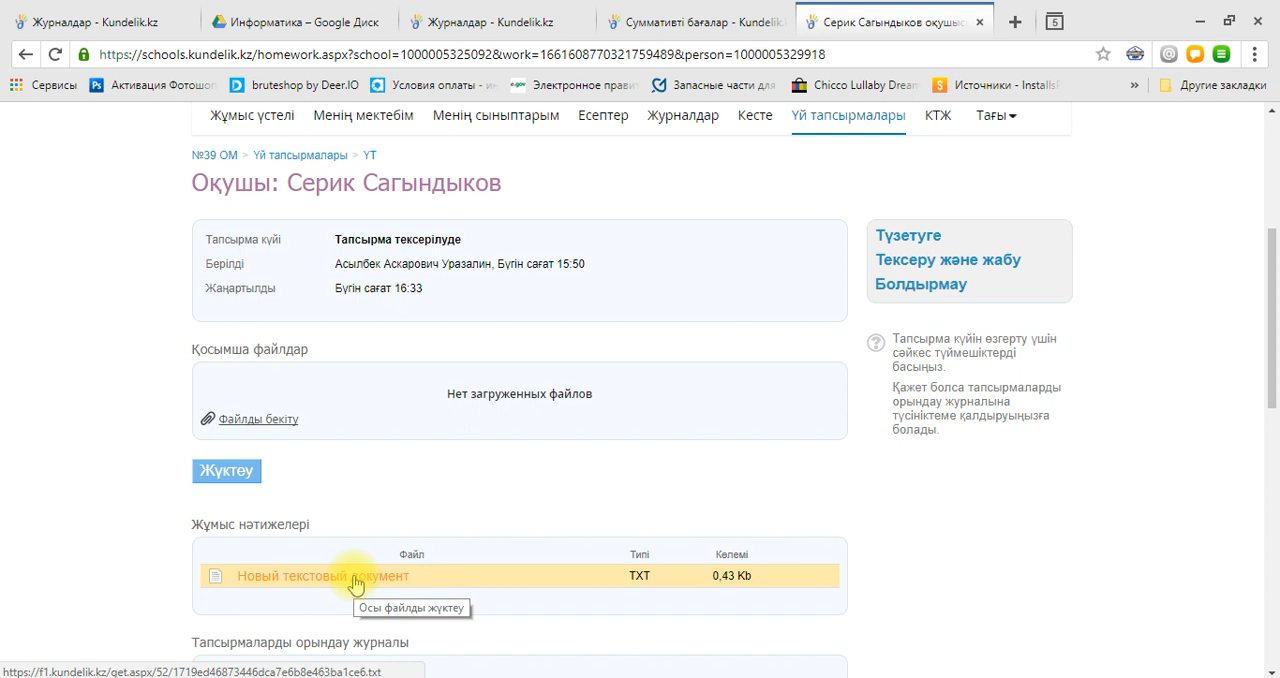 Журналдар - Kundelik.kz
Информатика – Google Диск
Журналдар - Kundelik.kz
Суммативті бағалар - Kundelik.
Серик Сагындыков оқушыс
5
https://schools.kundelik.kz/homework.aspx?school=1000005325092&work=1661608770321759489&person=1000005329918
Сервисы
Активация Фотошоп
bruteshop by Deer.IO
Условия оплаты - ин
Электронное прави
Запасные части для
Chicco Lullaby Dream
Источники - Installs
»
Другие закладки
Жұмыс үстелі
Менің мектебім
Менің сыныптарым
Есептер
Журналдар
Кесте
Үй тапсырмалары
КТЖ
Тағы
№39 ОМ > Үй тапсырмалары > ҮТ
Оқушы: Серик Сагындыков
Тапсырма күйі Тапсырма тексерілуде
Берілді Асылбек Аскарович Уразалин, Бүгін сағат 15:50
Жаңартылды Бүгін сағат 16:33
Түзетуге
Тексеру және жабу
Болдырмау
Тапсырма күйін өзгерту үшін
сәйкес түймешіктерді
басыңыз.
Қажет болса тапсырмаларды
орындау журналына
түсініктеме қалдыруыңызға
болады.
Қосымша файлдар
Нет загруженных файлов
Файлды бекіту
Жүктеу
Жұмыс нәтижелері
Файл Типі Көлемі
Новый текстовый документ TXT 0,43 Kb
Осы файлды жүктеу
Тапсырмаларды орындау журналы
https://f1.kundelik.kz/get.aspx/52/1719ed46873446dca7e6b8e463ba1ce6.txt